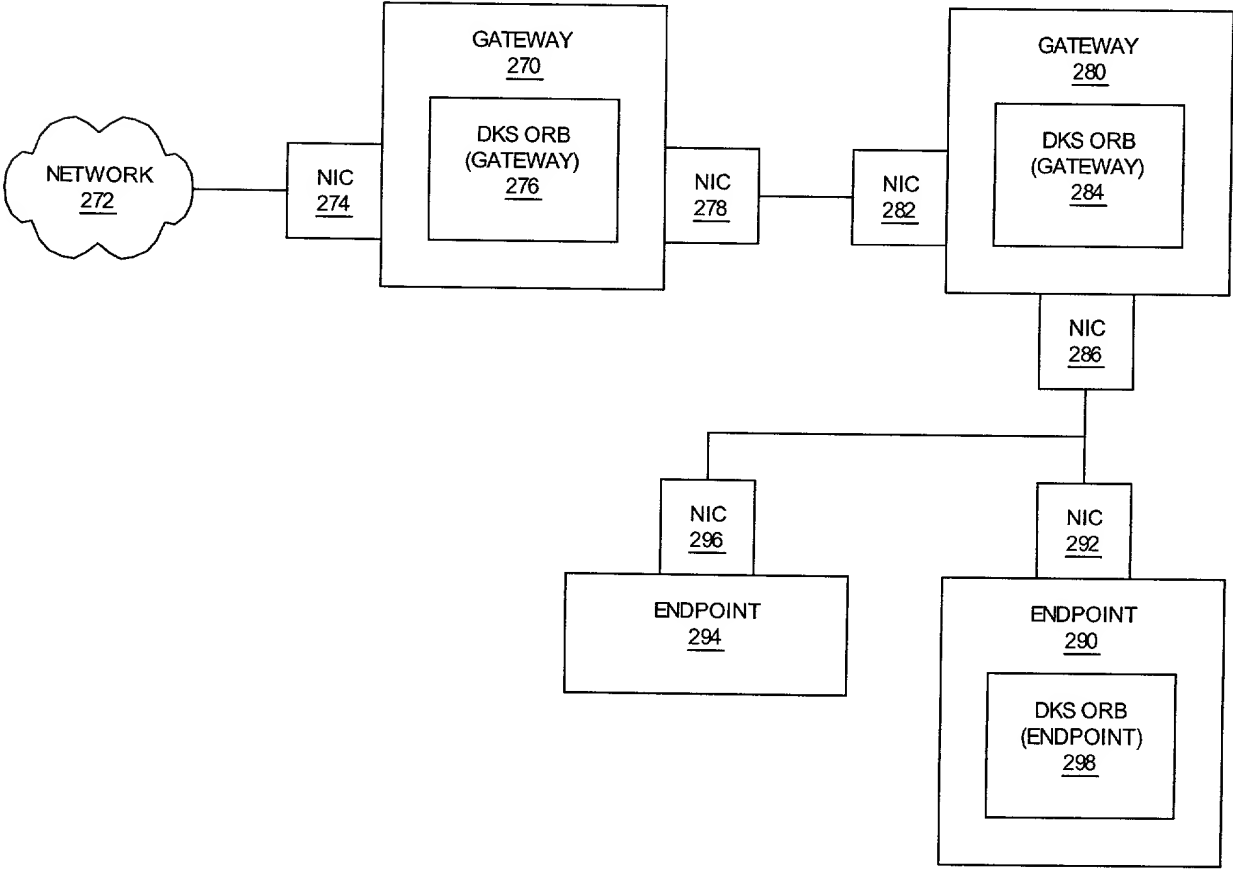 GATEWAY
270
DKS ORB
(GATEWAY)
276
NETWORK
272
NIC
274
NIC
278
NIC
282
GATEWAY
280
DKS ORB
(GATEWAY)
284
NIC
286
NIC
296
ENDPOINT
294
NIC
292
ENDPOINT
290
DKS ORB
(ENDPOINT)
298